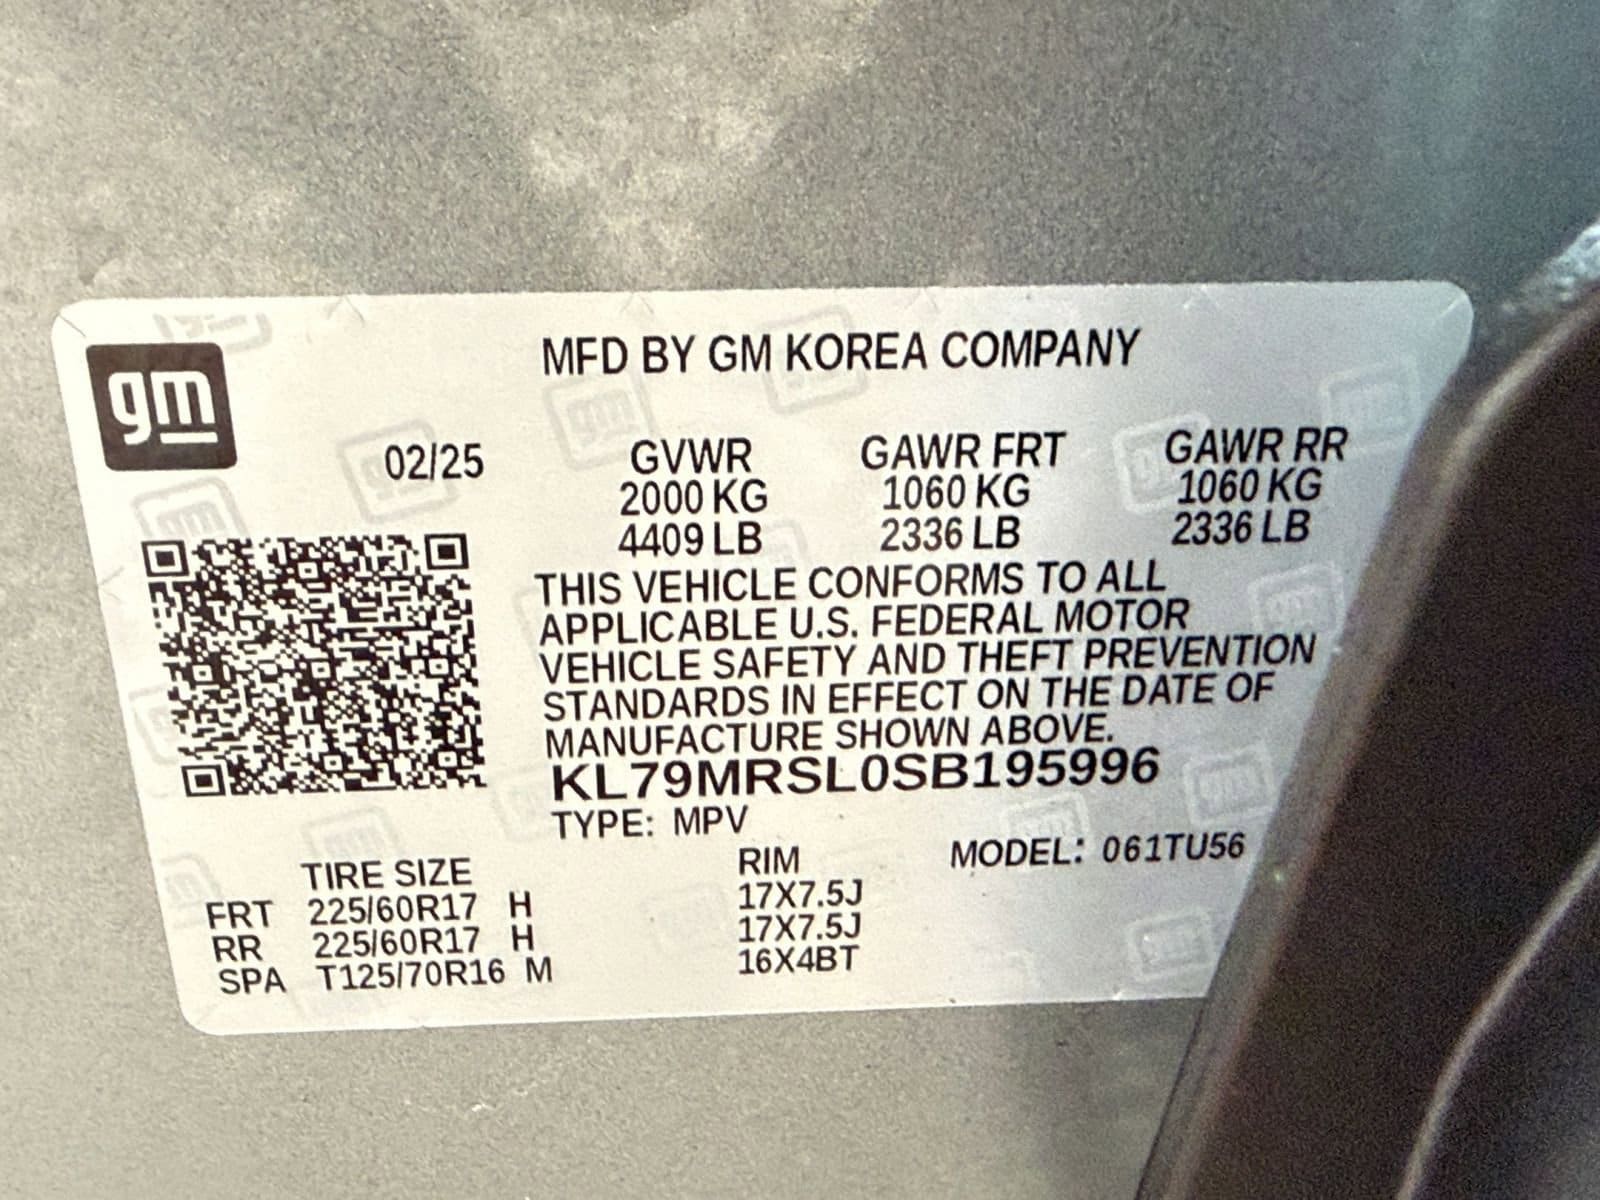 gm
MFD BY GM KOREA COMPANY
02/25 GVWR GAWR FRT GAWR RR
2000 KG 1060 KG 1060 KG
4409 LB 2336 LB 2336 LB
THIS VEHICLE CONFORMS TO ALL
APPLICABLE U.S. FEDERAL MOTOR
VEHICLE SAFETY AND THEFT PREVENTION
STANDARDS IN EFFECT ON THE DATE OF
MANUFACTURE SHOWN ABOVE.
KL79MRSL0SB195996
TYPE: MPV
TIRE SIZE RIM MODEL: 061TU56
FRT 225/60R17 H 17X7.5J
RR 225/60R17 H 17X7.5J
SPA T125/70R16 M 16X4BT